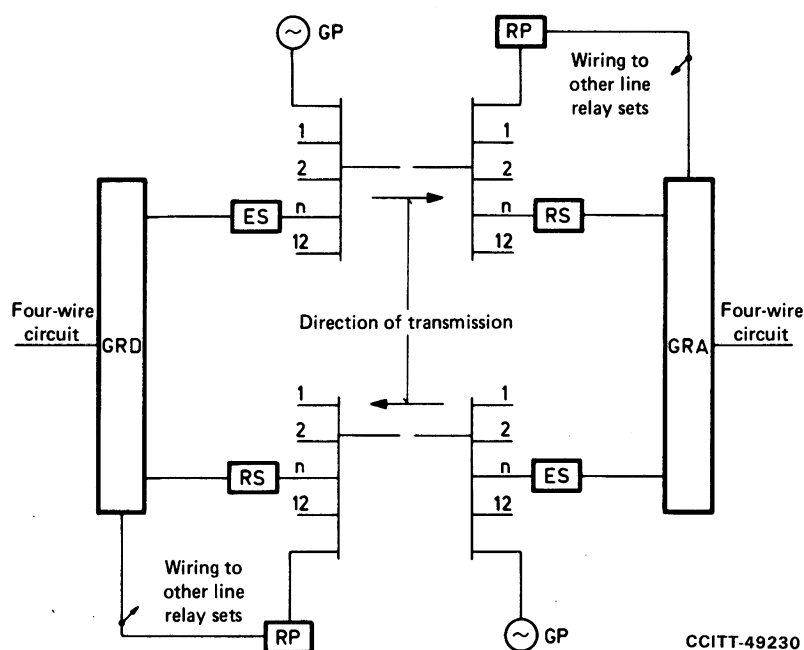 GP
RP
Wiring to
other line
relay sets
1
2
n
12
ES
1
2
n
12
RS
Four-wire
circuit
GRD
Direction of transmission
GRA
Four-wire
circuit
1
2
n
12
RS
1
2
n
12
ES
Wiring to
other line
relay sets
RP
GP
CCITT-49230